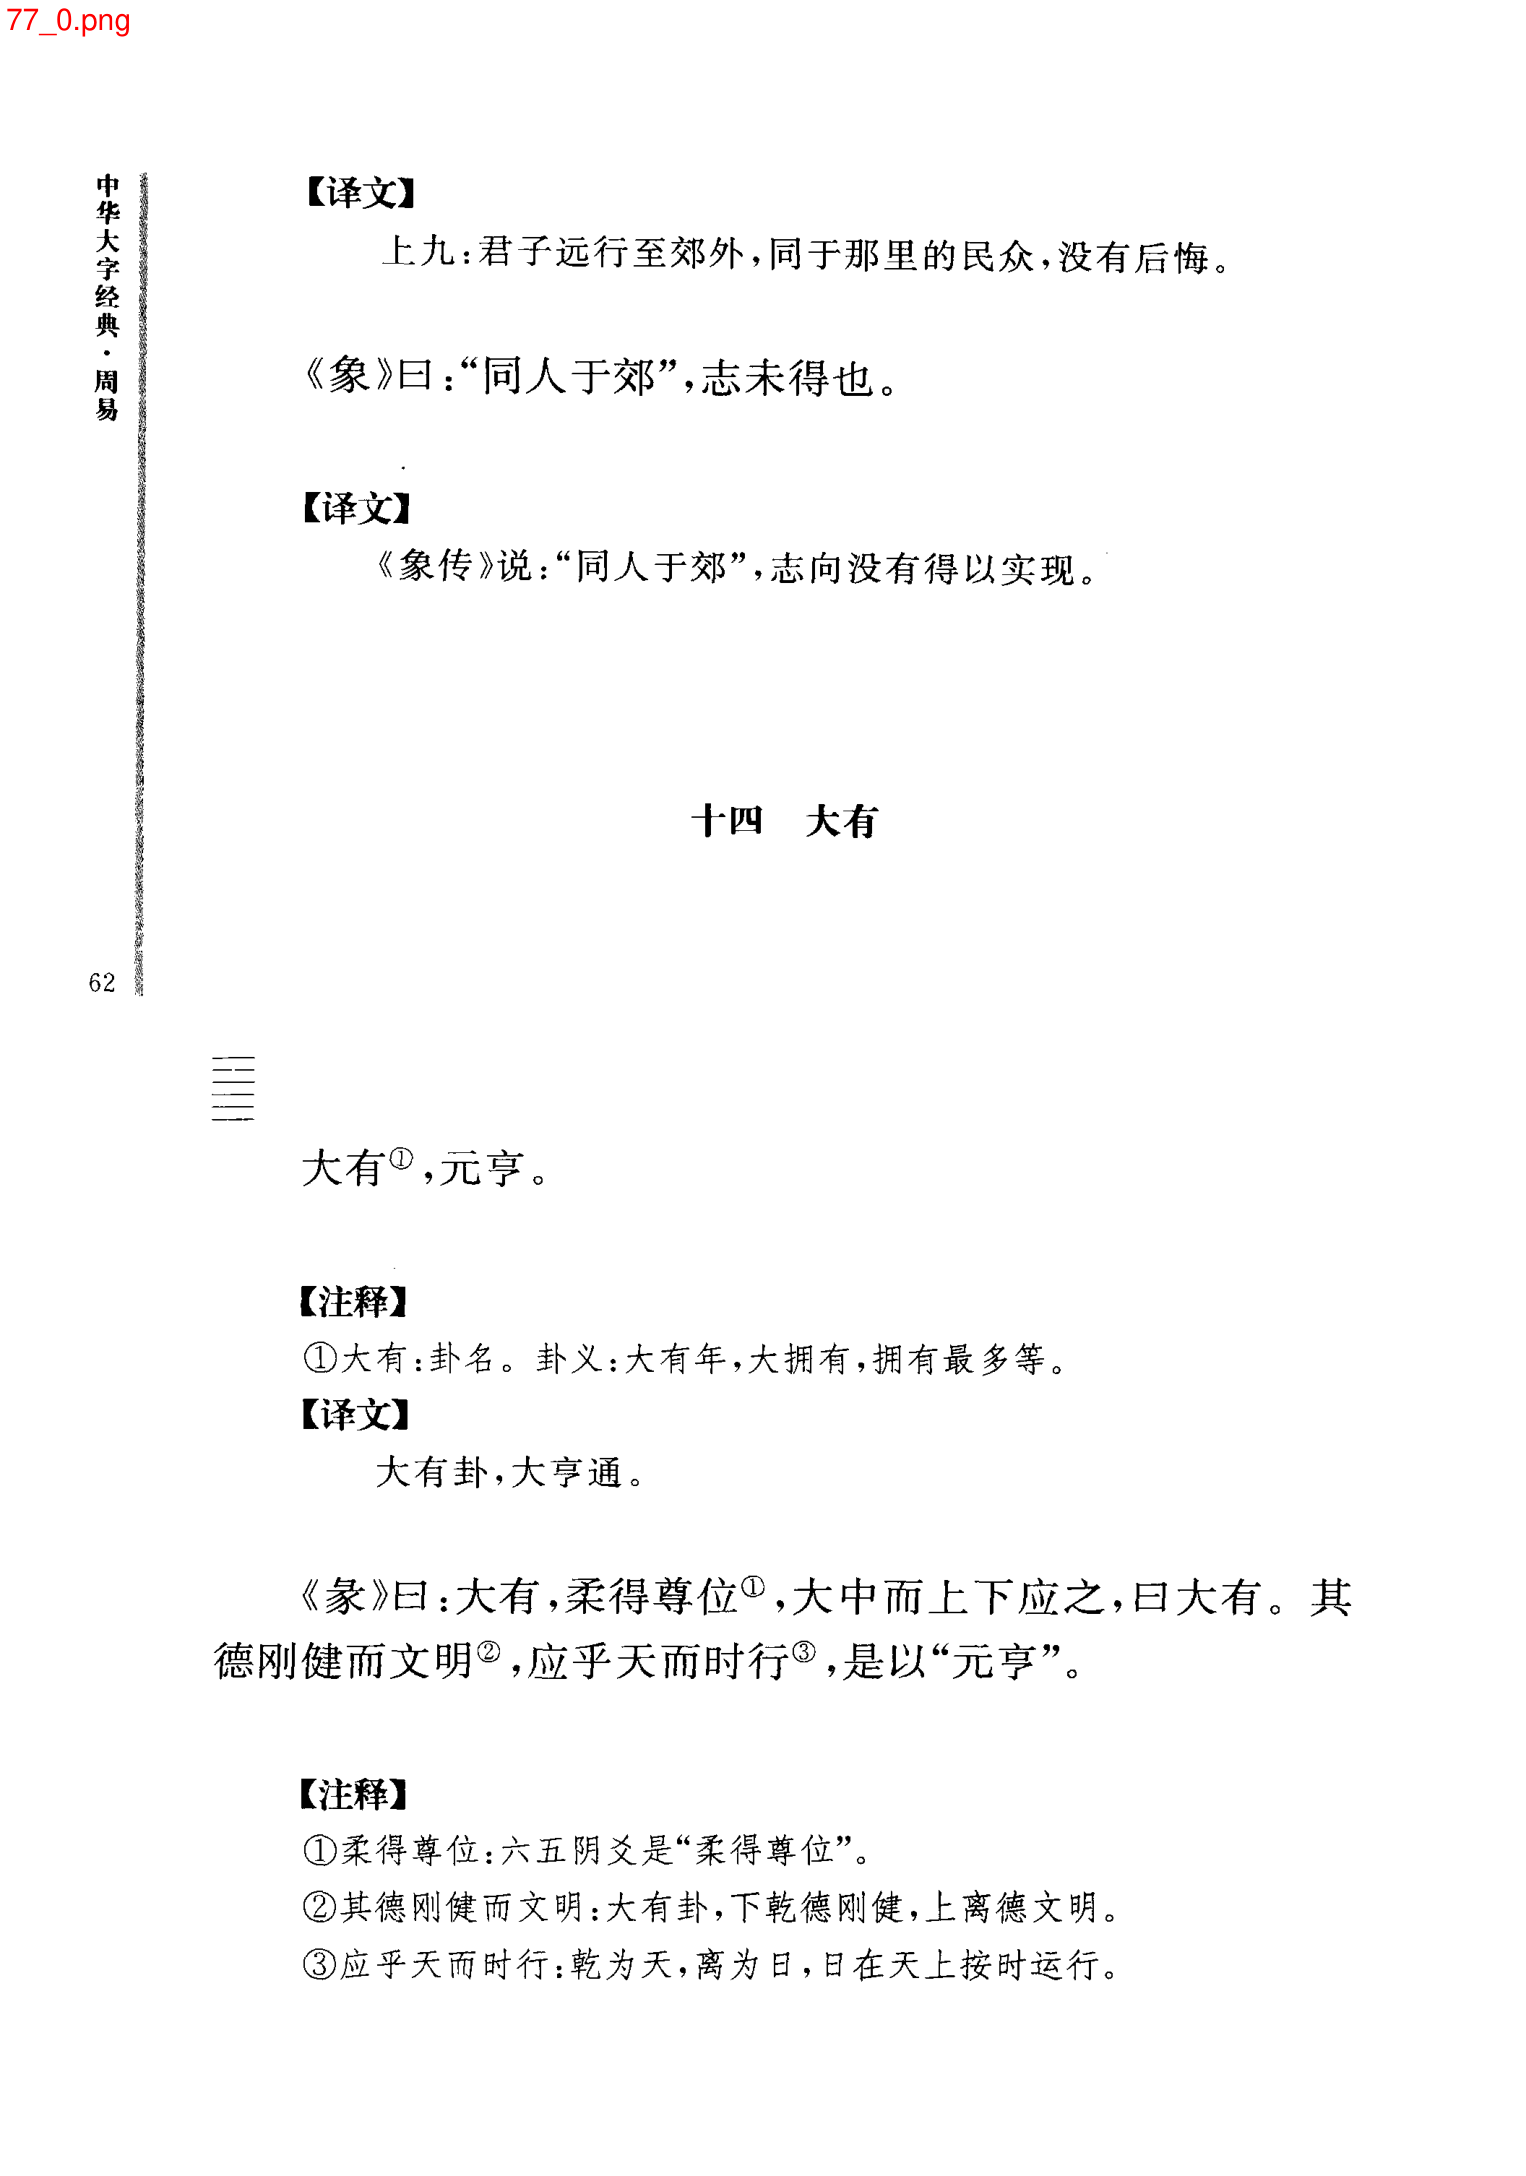 77_0.png
中华大字经典·周易
【译文】
上九:君子远行至郊外,同于那里的民众,没有后悔。
《象》曰:“同人于郊”,志未得也。
【译文】
《象传》说:“同人于郊”,志向没有得以实现。
十四 大有
62
大有①,元亨。
【注释】
①大有:卦名。卦义:大有年,大拥有,拥有最多等。
【译文】
大有卦,大亨通。
《彖》曰:大有,柔得尊位①,大中而上下应之,曰大有。其
德刚健而文明②,应乎天而时行③,是以“元亨”。
【注释】
①柔得尊位:六五阴爻是“柔得尊位”。
②其德刚健而文明:大有卦,下乾德刚健,上离德文明。
③应乎天而时行:乾为天,离为日,日在天上按时运行。